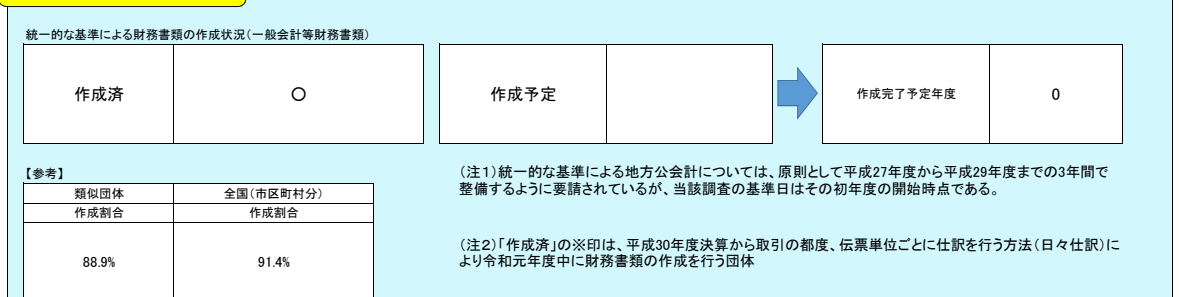 統一的な基準による財務書類の作成状況（一般会計等財務書類）
作成済
○
作成予定
作成完了予定年度
0
【参考】
類似団体
全国（市区町村分）
作成割合
作成割合
88.9%
91.4%
（注1）統一的な基準による地方公会計については、原則として平成27年度から平成29年度までの3年間で
整備するように要請されているが、当該調査の基準日はその初年度の開始時点である。
（注2）「作成済」の※印は、平成30年度決算から取引の都度、伝票単位ごとに仕訳を行う方法（日々仕訳）に
より令和元年度中に財務書類の作成を行う団体